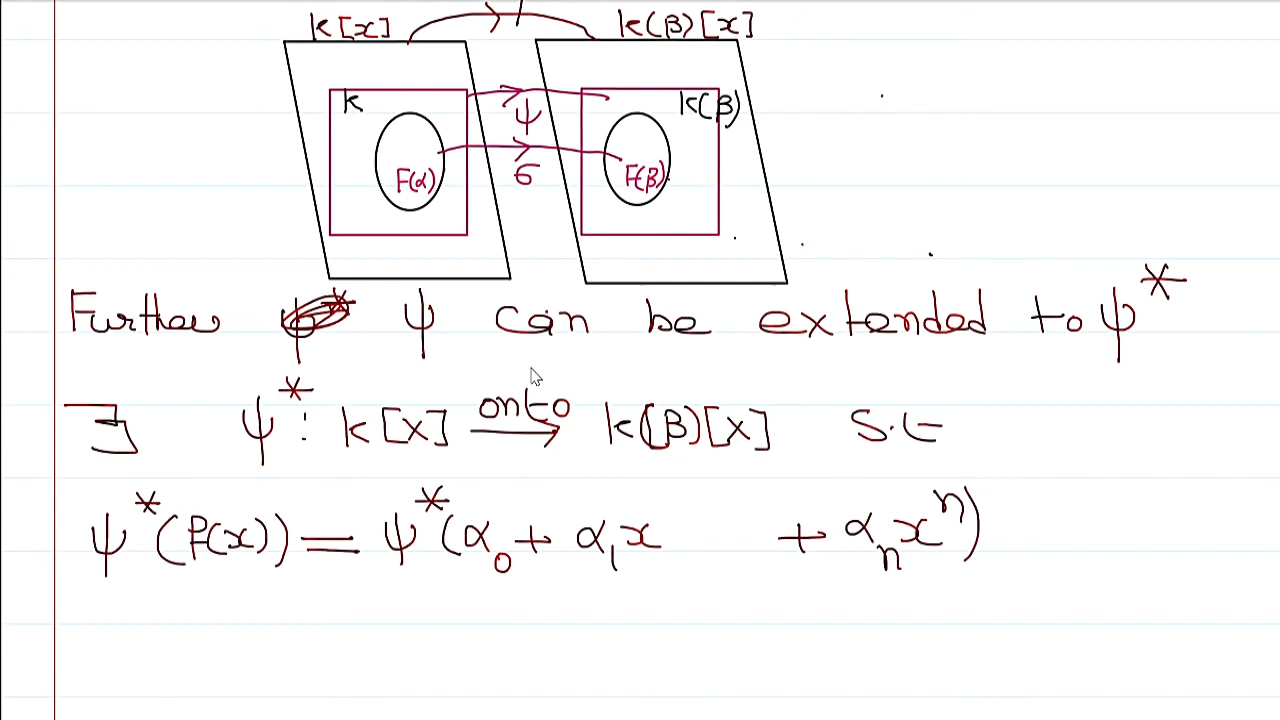 k[x] k(β)[x]
k ψ k(β)
F(α) σ F(β)
Further ψ can be extended to ψ*
∃ ψ* : k[x] onto→ k(β)[x] s.t
ψ*(f(x)) = ψ*(α₀ + α₁x + αₙxⁿ)